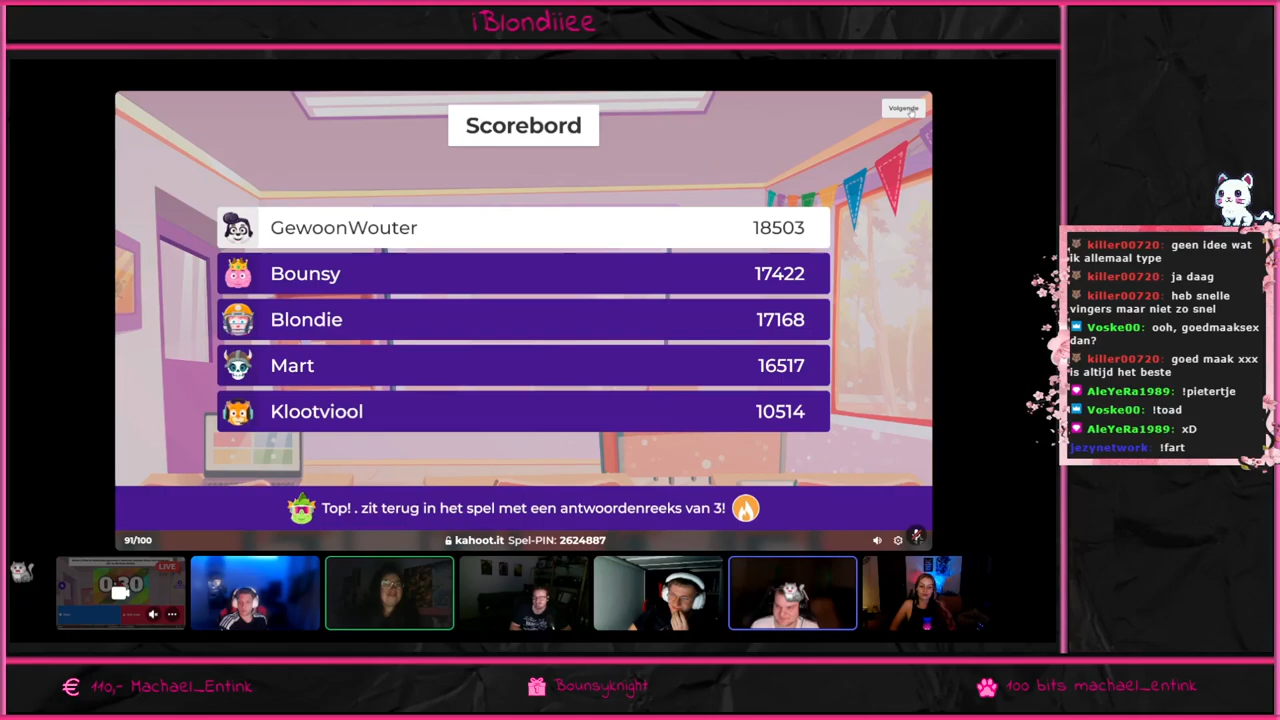 iBlondiiee
Volgende
Scorebord
GewoonWouter 18503
Bounsy 17422
Blondie 17168
Mart 16517
Klootviool 10514
Top! . zit terug in het spel met een antwoordenreeks van 3!
91/100
kahoot.it Spel-PIN: 2624887
killer00720: geen idee wat
ik allemaal type
killer00720: ja daag
killer00720: heb snelle
vingers maar niet zo snel
Voske00: ooh, goedmaaksex
dan?
killer00720: goed maak xxx
is altijd het beste
AleYeRa1989: !pietertje
Voske00: !toad
AleYeRa1989: xD
jezynetwork: !fart
LIVE
0:30
€ 110,- Machael_Entink
Bounsyknight
100 bits machael_entink